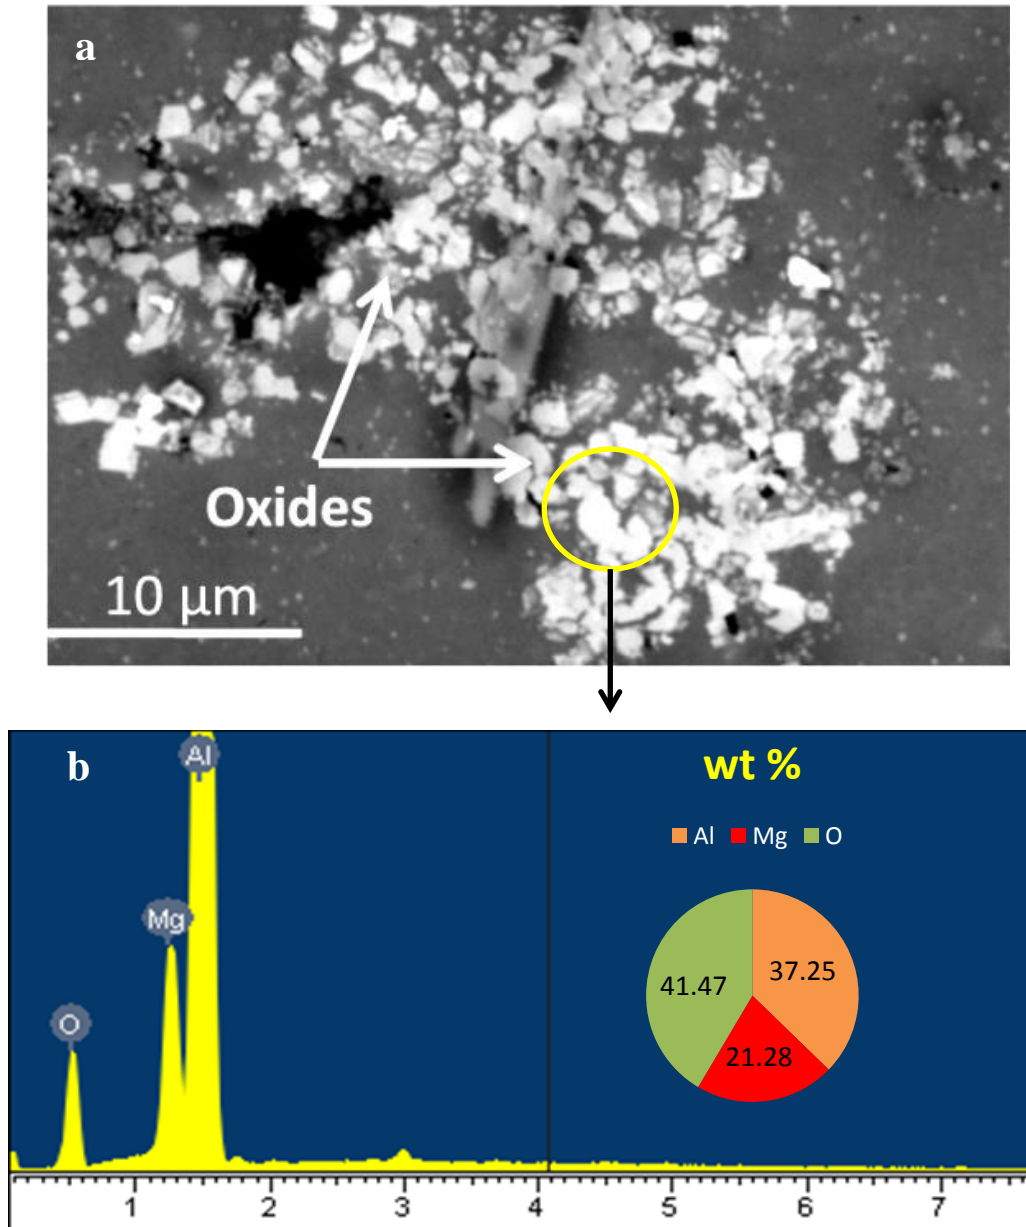 a
Oxides
10 μm
b
Al
Mg
O
wt %
Al Mg O
41.47
37.25
21.28
1 2 3 4 5 6 7